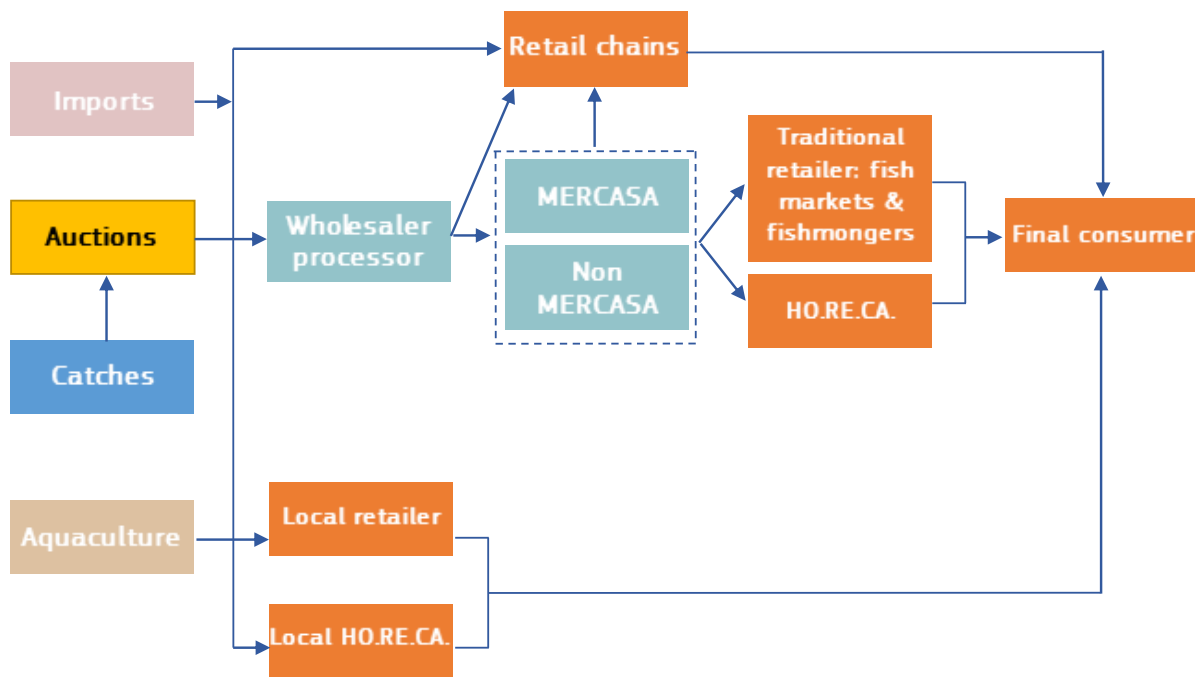 Retail chains
Imports
Traditional
retailer: fish
markets &
fishmongers
MERCASA
Auctions
Wholesaler
processor
Final consumer
Non
MERCASA
HO.RE.CA.
Catches
Local retailer
Aquaculture
Local HO.RE.CA.